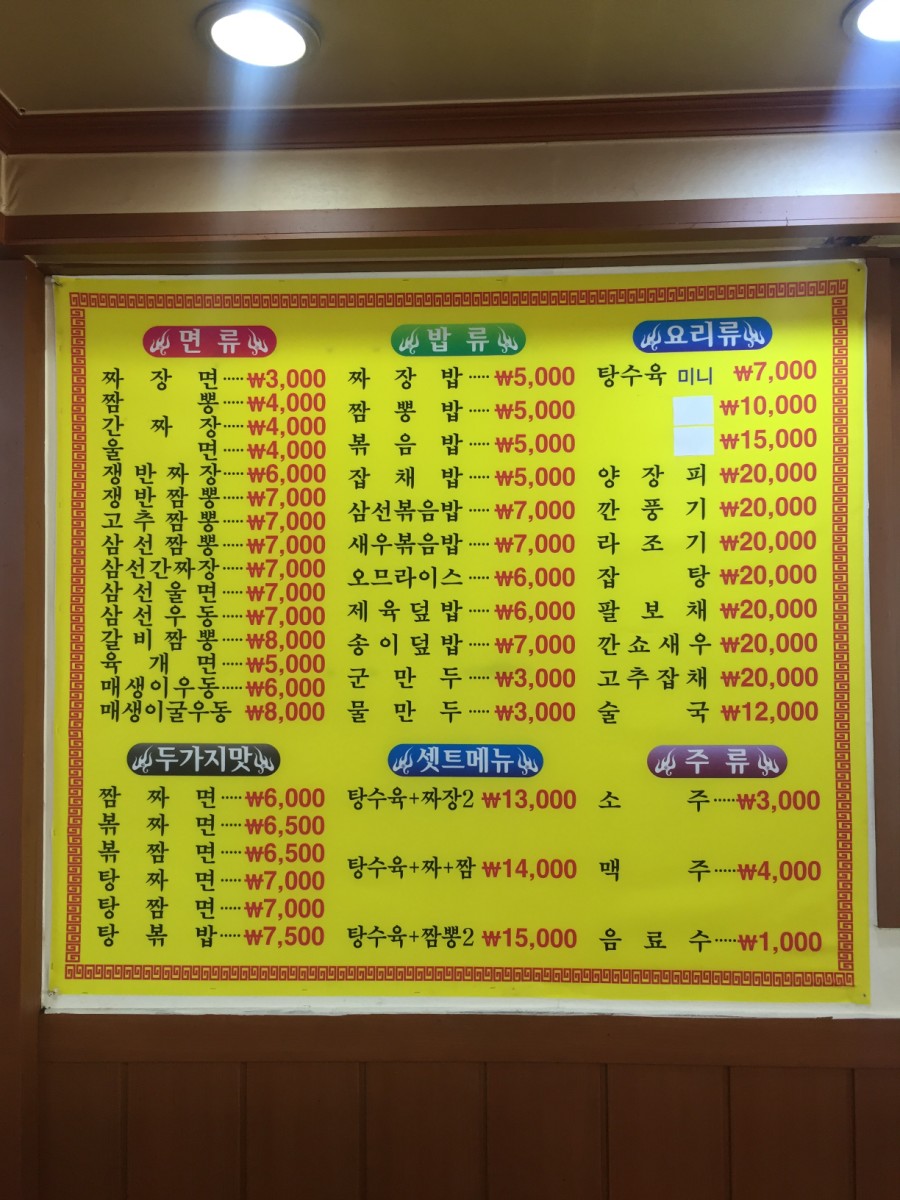 면류
짜장면·····₩3,000
짬뽕·····₩4,000
간짜장·····₩4,000
울면·····₩4,000
쟁반짜장·····₩6,000
쟁반짬뽕·····₩7,000
고추짬뽕·····₩7,000
삼선짬뽕·····₩7,000
삼선간짜장·····₩7,000
삼선울면·····₩7,000
삼선우동·····₩7,000
갈비짬뽕·····₩8,000
육개면·····₩5,000
매생이우동·····₩6,000
매생이굴우동 ₩8,000
밥류
짜장밥·····₩5,000
짬뽕밥·····₩5,000
볶음밥·····₩5,000
잡채밥·····₩5,000
삼선볶음밥·····₩7,000
새우볶음밥·····₩7,000
오므라이스·····₩6,000
제육덮밥·····₩6,000
송이덮밥·····₩7,000
군만두·····₩3,000
물만두·····₩3,000
요리류
탕수육 미니 ₩7,000
₩10,000
₩15,000
양장피 ₩20,000
깐풍기 ₩20,000
라조기 ₩20,000
잡탕 ₩20,000
팔보채 ₩20,000
깐쇼새우 ₩20,000
고추잡채 ₩20,000
술국 ₩12,000
두가지맛
짬짜면·····₩6,000
볶짜면·····₩6,500
볶짬면·····₩6,500
탕짜면·····₩7,000
탕짬면·····₩7,000
탕볶밥·····₩7,500
셋트메뉴
탕수육+짜장2 ₩13,000
탕수육+짜+짬 ₩14,000
탕수육+짬뽕2 ₩15,000
주류
소주·····₩3,000
맥주·····₩4,000
음료수·····₩1,000